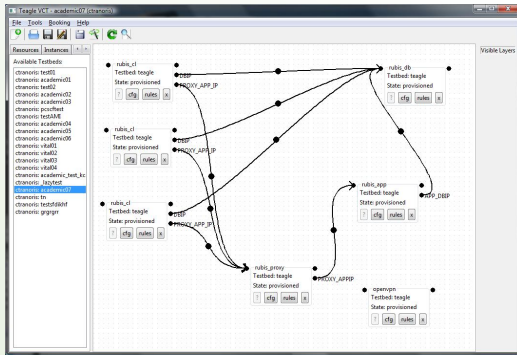 Teagle VCT - academic07 (ctranoris)
File Tools Booking Help
Resources Instances
Available Testbeds:
ctranoris: test01
ctranoris: academic01
ctranoris: test02
ctranoris: academic02
ctranoris: academic03
ctranoris: pcscftest
ctranoris: testAMI
ctranoris: academic04
ctranoris: academic05
ctranoris: academic06
ctranoris: vital01
ctranoris: vital02
ctranoris: vital03
ctranoris: vital04
ctranoris: academic_test_kc
ctranoris: _lazytest
ctranoris: academic07
ctranoris: tn
ctranoris: grgrgrr
rubis_cl
Testbed: teagle
State: provisioned
? cfg rules x
DBIP
PROXY_APP_IP
rubis_db
Testbed: teagle
State: provisioned
? cfg rules x
rubis_cl
Testbed: teagle
State: provisioned
? cfg rules x
DBIP
PROXY_APP_IP
rubis_cl
Testbed: teagle
State: provisioned
? cfg rules x
DBIP
PROXY_APP_IP
rubis_app
Testbed: teagle
State: provisioned
? cfg rules x
APP_DBIP
rubis_proxy
Testbed: teagle
State: provisioned
? cfg rules x
PROXY_APPIP
openvpn
Testbed: teagle
State: provisioned
? cfg rules x
Visible Layers